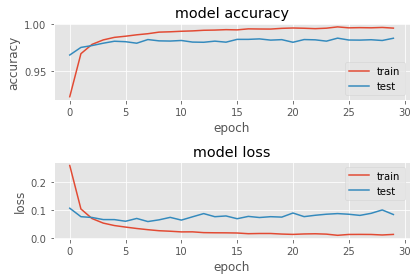 model accuracy
1.00
0.95
accuracy
train
test
0 5 10 15 20 25 30
epoch
model loss
0.2
0.1
0.0
loss
train
test
0 5 10 15 20 25 30
epoch